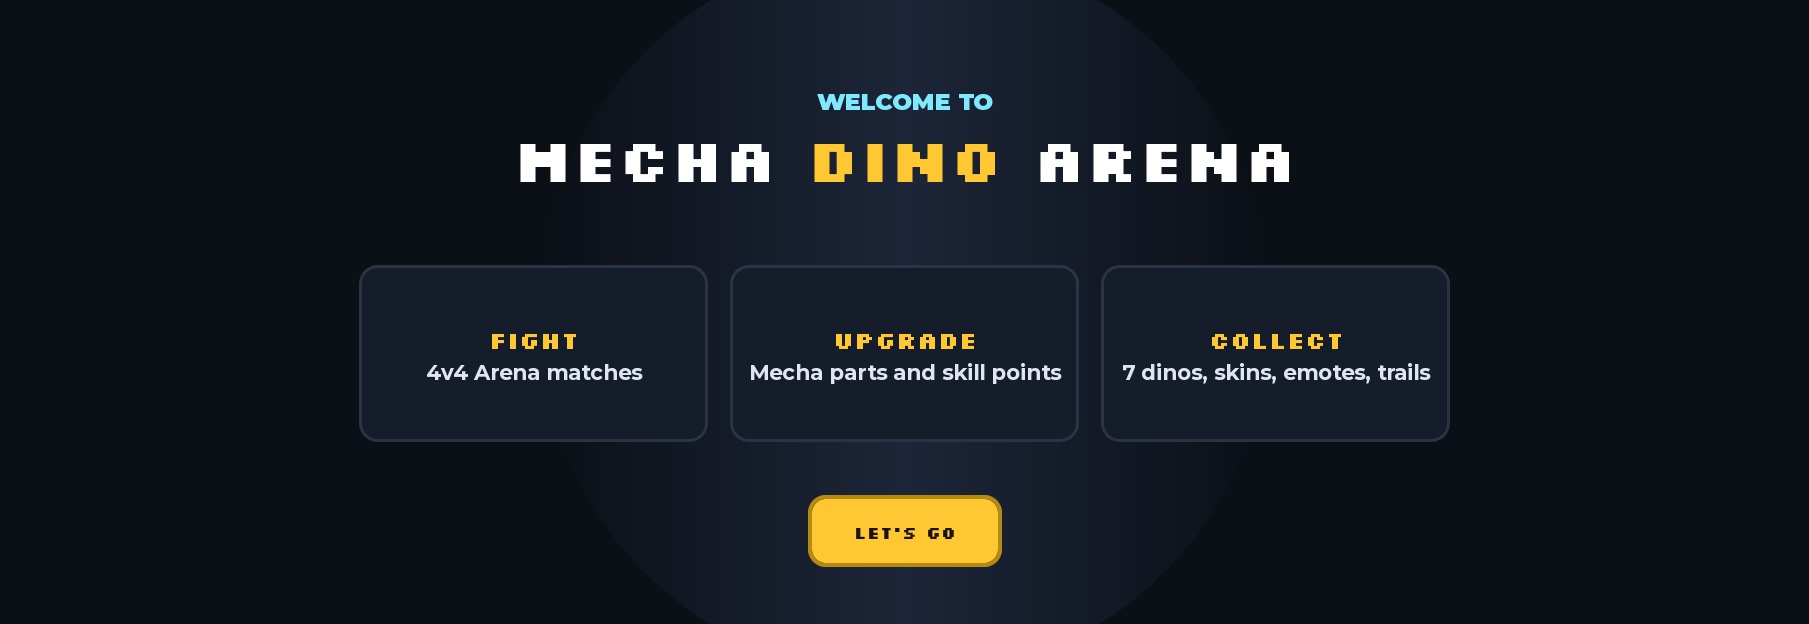 WELCOME TO
MECHA DINO ARENA
FIGHT
4v4 Arena matches
UPGRADE
Mecha parts and skill points
COLLECT
7 dinos, skins, emotes, trails
LET'S GO